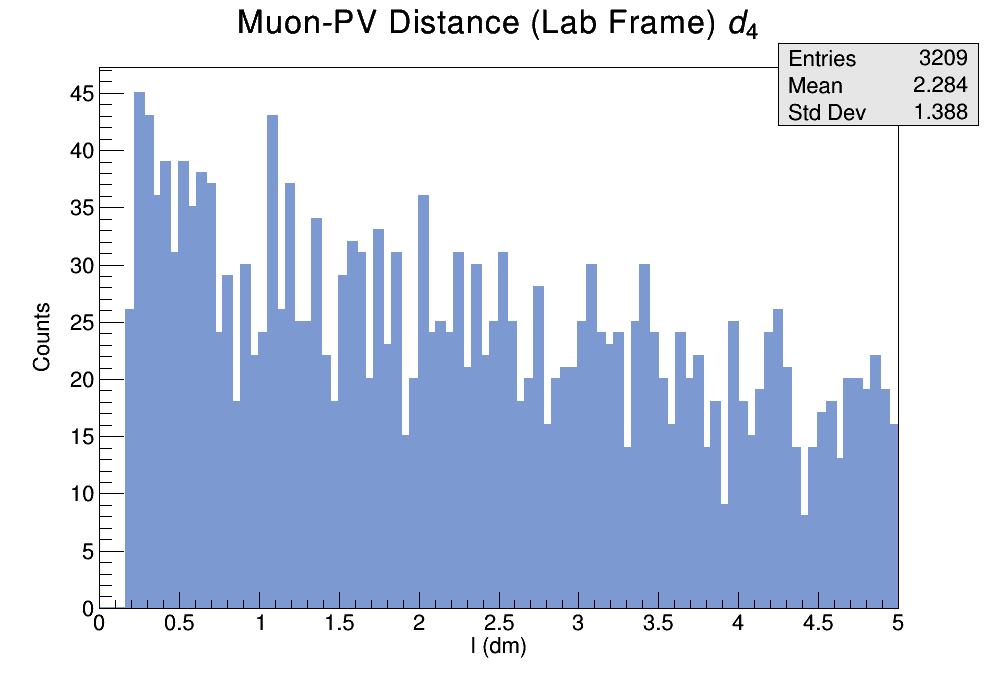 Muon-PV Distance (Lab Frame) d₄
Entries 3209
Mean 2.284
Std Dev 1.388
Counts
45
40
35
30
25
20
15
10
5
0
0 0.5 1 1.5 2 2.5 3 3.5 4 4.5 5
l (dm)